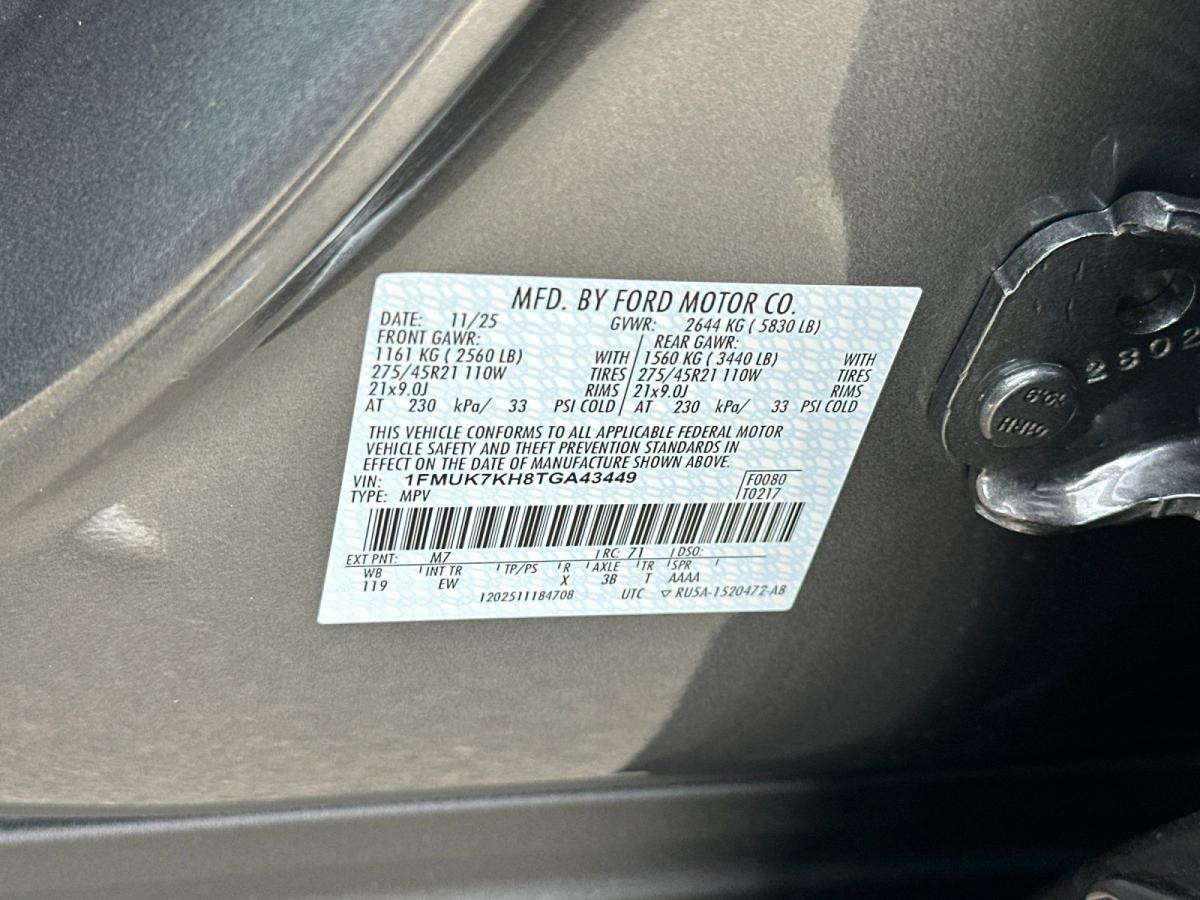 MFD. BY FORD MOTOR CO.
DATE: 11/25 GVWR: 2644 KG ( 5830 LB)
FRONT GAWR: REAR GAWR:
1161 KG ( 2560 LB) WITH 1560 KG ( 3440 LB) WITH
275/45R21 110W TIRES 275/45R21 110W TIRES
21x9.0J RIMS 21x9.0J RIMS
AT 230 kPa/ 33 PSI COLD AT 230 kPa/ 33 PSI COLD
THIS VEHICLE CONFORMS TO ALL APPLICABLE FEDERAL MOTOR
VEHICLE SAFETY AND THEFT PREVENTION STANDARDS IN
EFFECT ON THE DATE OF MANUFACTURE SHOWN ABOVE.
VIN: 1FMUK7KH8TGA43449 F0080
TYPE: MPV T0217
EXT PNT: M7 RC: 71 DSO:
WB INT TR TP/PS R AXLE TR SPR
119 EW X 3B T AAAA
1202511184708 UTC ▽ RU5A-1520472-AB
2302
10.9